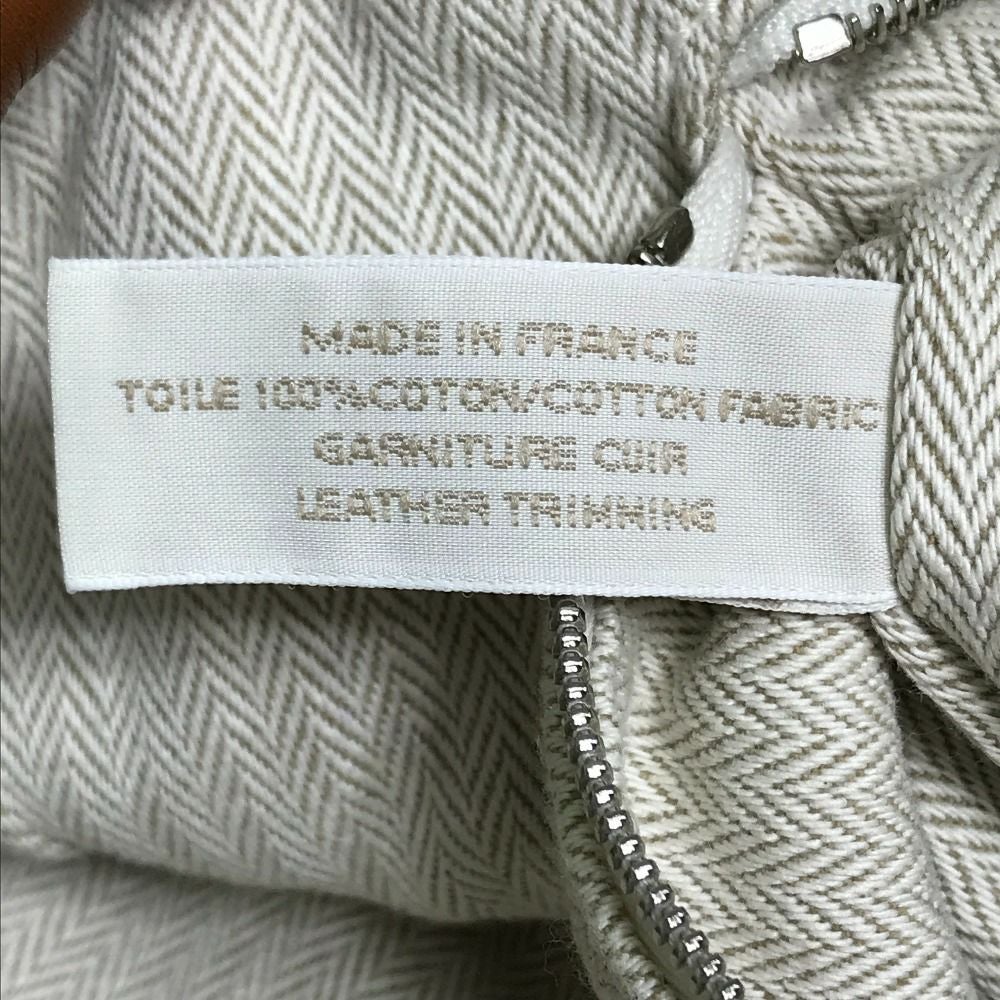 MADE IN FRANCE
TOILE 100%COTON/COTTON FABRIC
GARNITURE CUIR
LEATHER TRIMMING